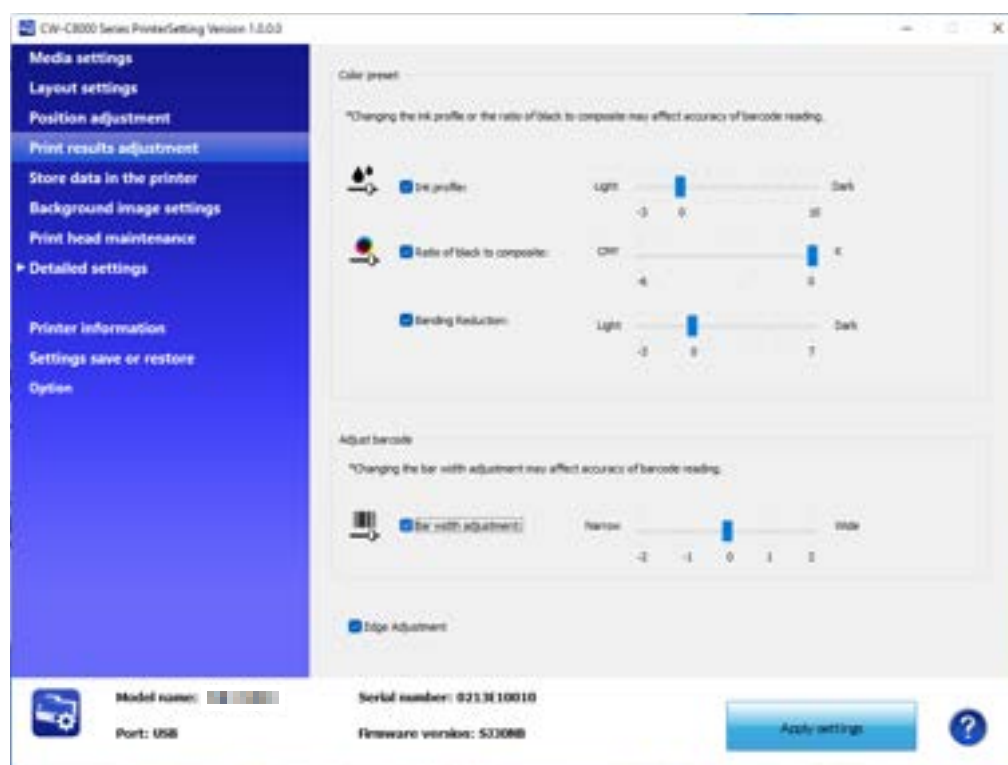 CW-C8000 Series PrinterSetting Version 1.0.0.0
Media settings
Layout settings
Position adjustment
Print results adjustment
Store data in the printer
Background image settings
Print head maintenance
Detailed settings
Printer information
Settings save or restore
Option
Color preset
*Changing the ink profile or the ratio of black to composite may affect accuracy of barcode reading.
Ink profile: Light Dark
-3 0 10
Ratio of black to composite: CMY K
-6 0
Banding Reduction: Light Dark
-3 0 7
Adjust barcode
*Changing the bar width adjustment may affect accuracy of barcode reading.
Bar width adjustment: Narrow Wide
-2 -1 0 1 2
Edge Adjustment
Model name: Serial number: 0213E10010
Port: USB Firmware version: S330NB
Apply settings
?